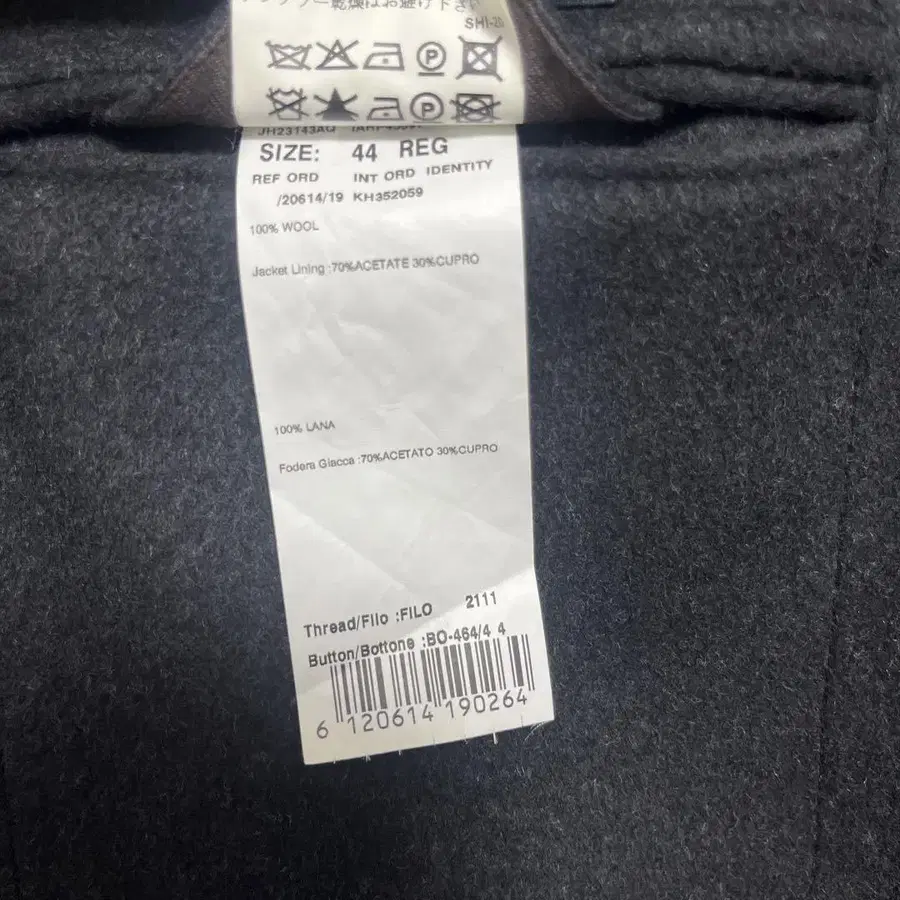 SHI-20
JH23143AQ
SIZE: 44 REG
REF ORD INT ORD IDENTITY
/20614/19 KH352059
100% WOOL
Jacket Lining :70%ACETATE 30%CUPRO
100% LANA
Fodera Giacca :70%ACETATO 30%CUPRO
Thread/Filo :FILO 2111
Button/Bottone :BO-464/4 4
6 120614 190264